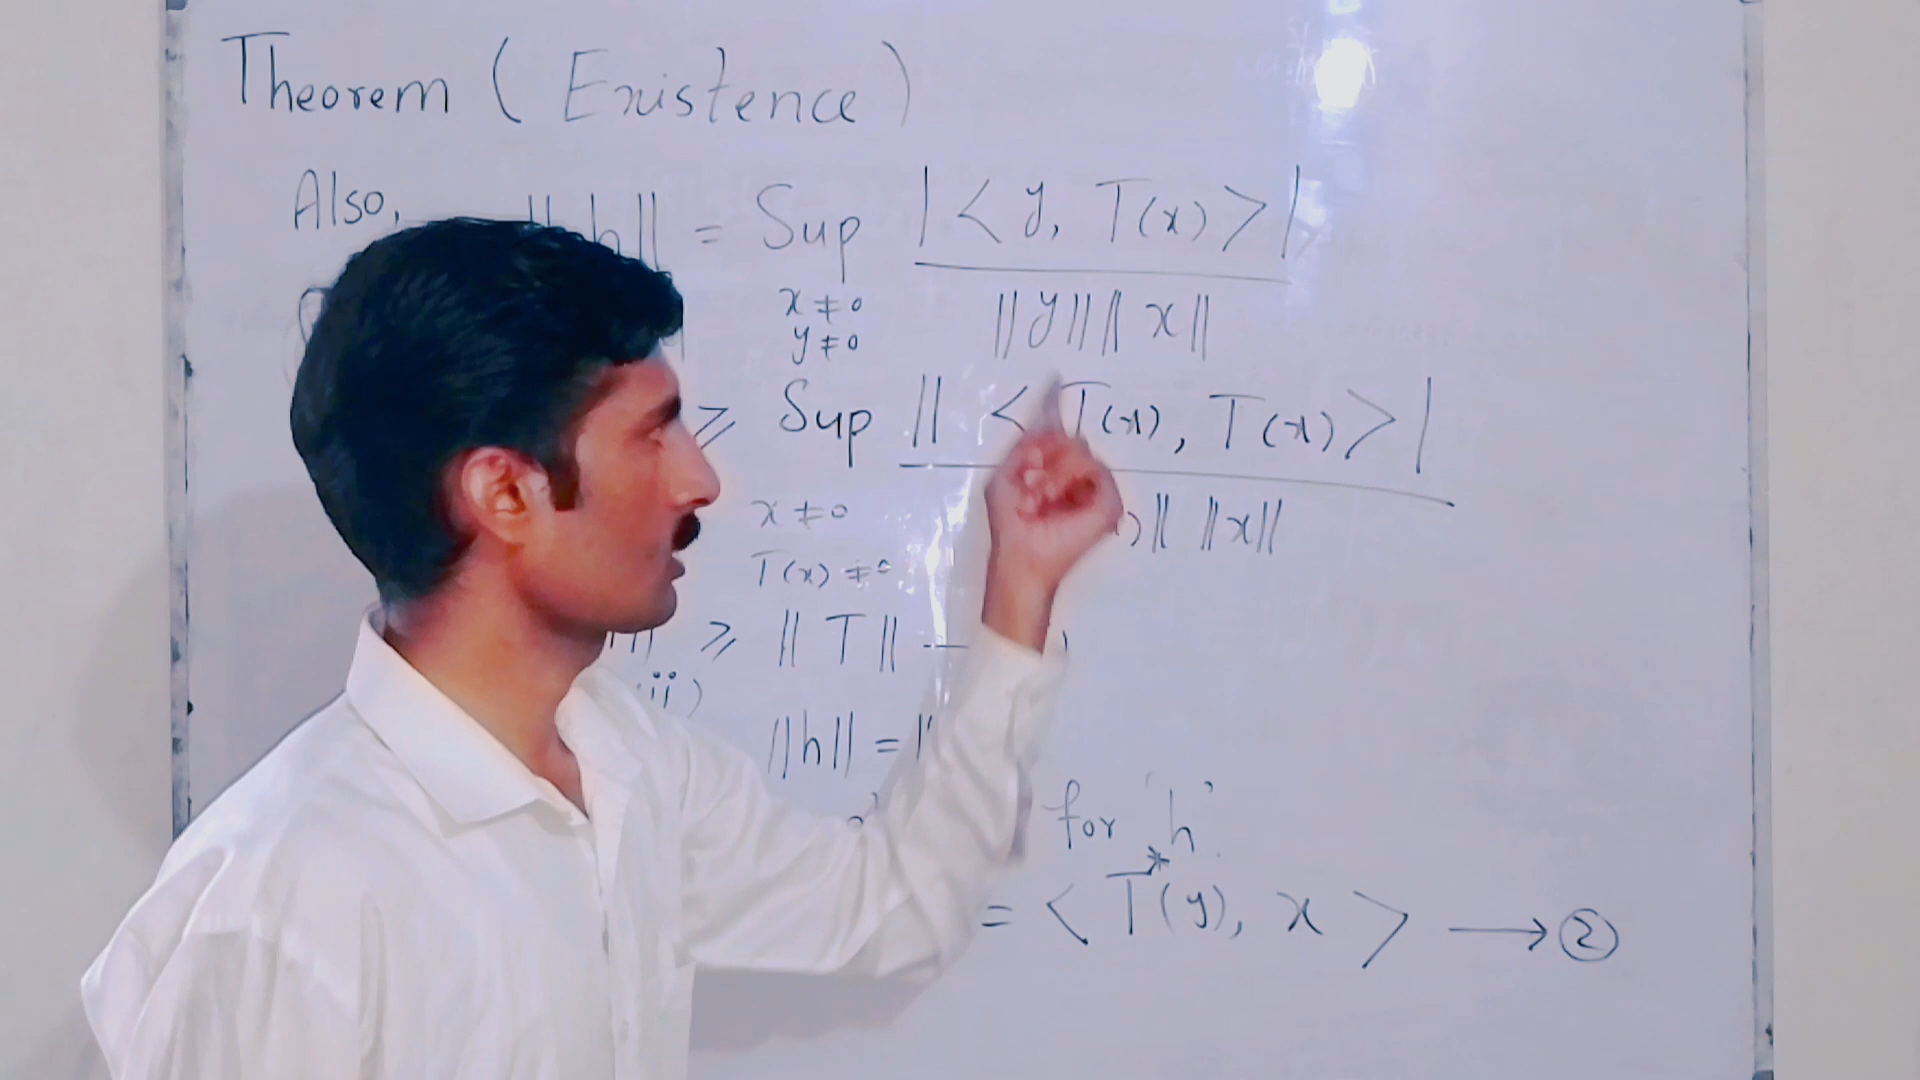 Theorem ( Existence )
Also, ||h|| = Sup |< y, T(x) >|
x ≠ 0
y ≠ 0
||y|| ||x||
≥ Sup || < T(x), T(x) >|
x ≠ 0
T(x) ≠ 0
)|| ||x||
≥ || T || —
ii)
||h|| = ||
for 'h'.
= < T*(y), x > → ②